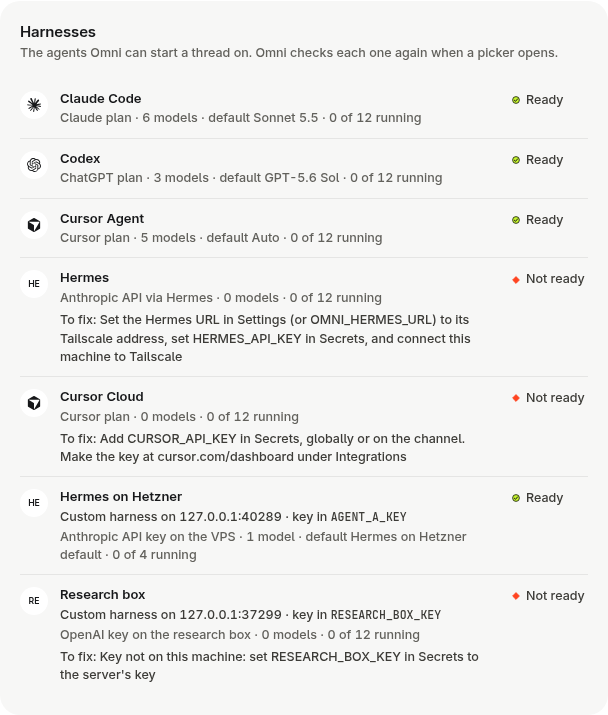 Harnesses
The agents Omni can start a thread on. Omni checks each one again when a picker opens.
Claude Code
Ready
Claude plan · 6 models · default Sonnet 5.5 · 0 of 12 running
Codex
Ready
ChatGPT plan · 3 models · default GPT-5.6 Sol · 0 of 12 running
Cursor Agent
Ready
Cursor plan · 5 models · default Auto · 0 of 12 running
HE
Hermes
Not ready
Anthropic API via Hermes · 0 models · 0 of 12 running
To fix: Set the Hermes URL in Settings (or OMNI_HERMES_URL) to its
Tailscale address, set HERMES_API_KEY in Secrets, and connect this
machine to Tailscale
Cursor Cloud
Not ready
Cursor plan · 0 models · 0 of 12 running
To fix: Add CURSOR_API_KEY in Secrets, globally or on the channel.
Make the key at cursor.com/dashboard under Integrations
HE
Hermes on Hetzner
Ready
Custom harness on 127.0.0.1:40289 · key in AGENT_A_KEY
Anthropic API key on the VPS · 1 model · default Hermes on Hetzner
default · 0 of 4 running
RE
Research box
Not ready
Custom harness on 127.0.0.1:37299 · key in RESEARCH_BOX_KEY
OpenAI key on the research box · 0 models · 0 of 12 running
To fix: Key not on this machine: set RESEARCH_BOX_KEY in Secrets to
the server's key